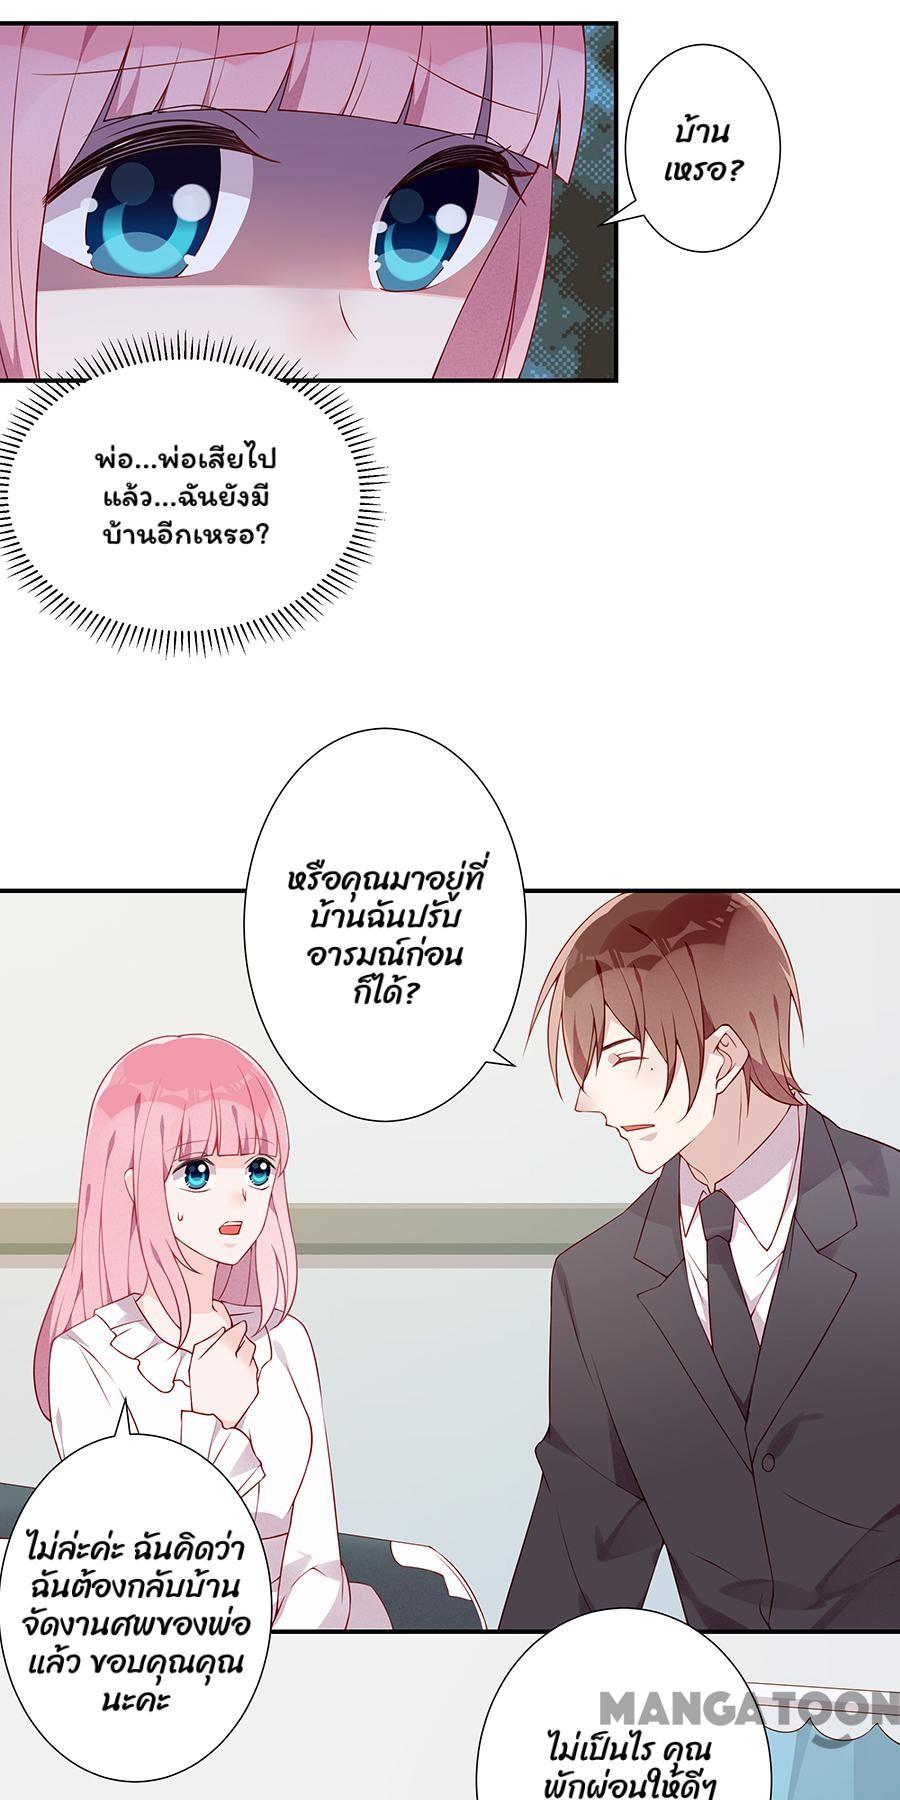 บ้าน
เหรอ?
พ่อ...พ่อเสียไป
แล้ว...ฉันยังมี
บ้านอีกเหรอ?
หรือคุณมาอยู่ที่
บ้านฉันปรับ
อารมณ์ก่อน
ก็ได้?
ไม่ล่ะค่ะ ฉันคิดว่า
ฉันต้องกลับบ้าน
จัดงานศพของพ่อ
แล้ว ขอบคุณคุณ
นะคะ
MANGATOON
ไม่เป็นไร คุณ
พักผ่อนให้ดีๆ